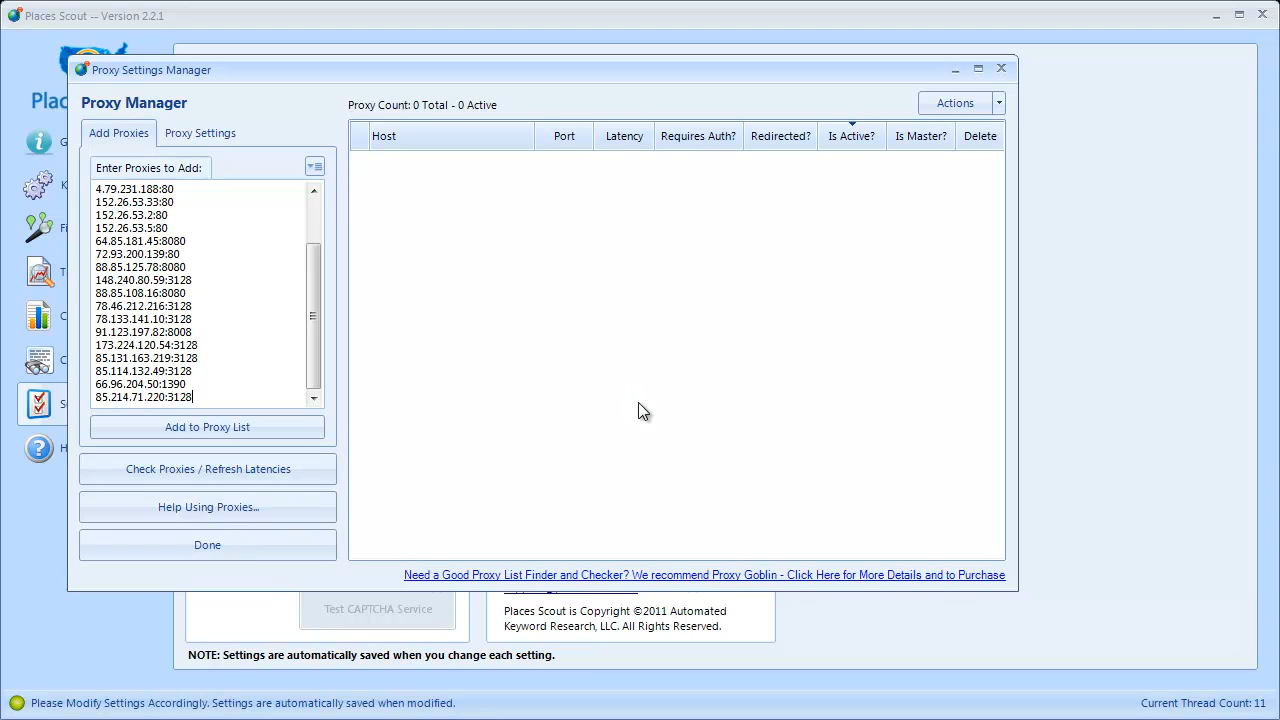 Places Scout -- Version 2.2.1
Proxy Settings Manager
Plac
Proxy Manager
Proxy Count: 0 Total - 0 Active
Actions
Add Proxies
Proxy Settings
Host
Port
Latency
Requires Auth?
Redirected?
Is Active?
Is Master?
Delete
Enter Proxies to Add:
4.79.231.188:80
152.26.53.33:80
152.26.53.2:80
152.26.53.5:80
64.85.181.45:8080
72.93.200.139:80
88.85.125.78:8080
148.240.80.59:3128
88.85.108.16:8080
78.46.212.216:3128
78.133.141.10:3128
91.123.197.82:8008
173.224.120.54:3128
85.131.163.219:3128
85.114.132.49:3128
66.96.204.50:1390
85.214.71.220:3128
G
K
Fi
T
C
C
S
H
Add to Proxy List
Check Proxies / Refresh Latencies
Help Using Proxies...
Done
Need a Good Proxy List Finder and Checker? We recommend Proxy Goblin - Click Here for More Details and to Purchase
Test CAPTCHA Service
Places Scout is Copyright ©2011 Automated
Keyword Research, LLC. All Rights Reserved.
NOTE: Settings are automatically saved when you change each setting.
Please Modify Settings Accordingly. Settings are automatically saved when modified.
Current Thread Count: 11